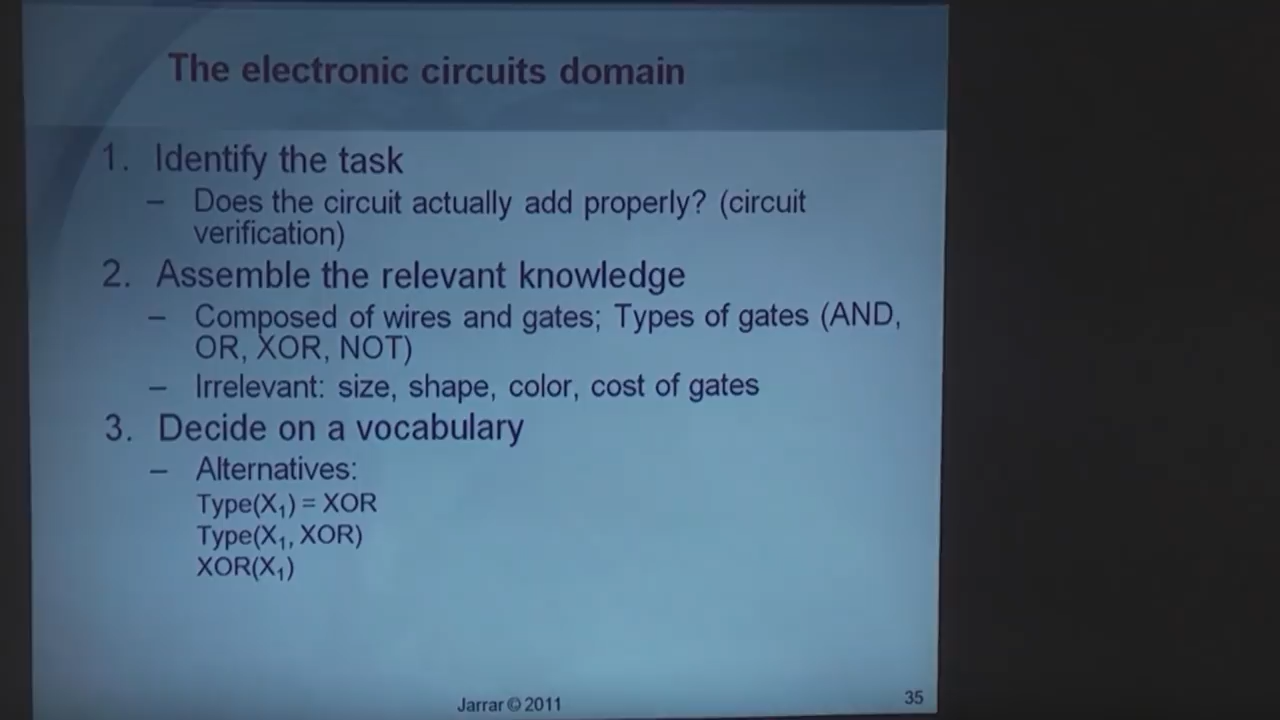 The electronic circuits domain
1. Identify the task
– Does the circuit actually add properly? (circuit
verification)
2. Assemble the relevant knowledge
– Composed of wires and gates; Types of gates (AND,
OR, XOR, NOT)
– Irrelevant: size, shape, color, cost of gates
3. Decide on a vocabulary
– Alternatives:
Type(X₁) = XOR
Type(X₁, XOR)
XOR(X₁)
Jarrar © 2011
35